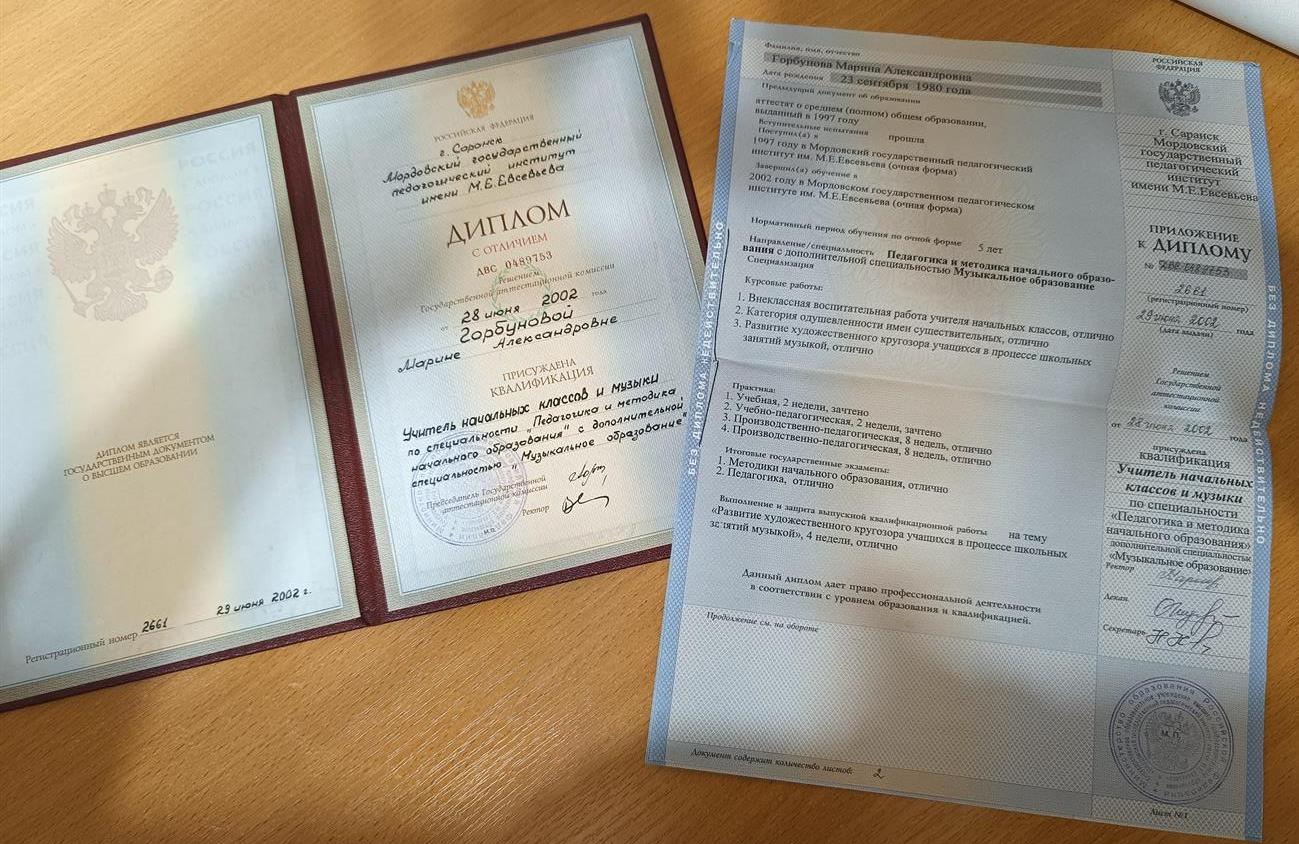 ДИПЛОМ ЯВЛЯЕТСЯ
ГОСУДАРСТВЕННЫМ ДОКУМЕНТОМ
О ВЫСШЕМ ОБРАЗОВАНИИ
Регистрационный номер 2661 29 июня 2002 г.
РОССИЙСКАЯ ФЕДЕРАЦИЯ
г. Саранск
Мордовский государственный
педагогический институт
имени М.Е.Евсевьева
ДИПЛОМ
С ОТЛИЧИЕМ
АВС 0489753
Решением
Государственной аттестационной комиссии
от 28 июня 2002 года
Горбуновой
Марине Александровне
ПРИСУЖДЕНА
КВАЛИФИКАЦИЯ
Учитель начальных классов и музыки
по специальности „Педагогика и методика
начального образования" с дополнительной
специальностью „Музыкальное образование"
Председатель Государственной
аттестационной комиссии
Ректор
М.П.
Фамилия, имя, отчество
Горбунова Марина Александровна
Дата рождения 23 сентября 1980 года
Предыдущий документ об образовании
аттестат о среднем (полном) общем образовании,
выданный в 1997 году
Вступительные испытания прошла
Поступил(а) в
1997 году в Мордовский государственный педагогический
институт им. М.Е.Евсевьева (очная форма)
Завершил(а) обучение в
2002 году в Мордовском государственном педагогическом
институте им. М.Е.Евсевьева (очная форма)
Нормативный период обучения по очной форме 5 лет
Направление/специальность Педагогика и методика начального образо-
вания с дополнительной специальностью Музыкальное образование
Специализация
Курсовые работы:
1. Внеклассная воспитательная работа учителя начальных классов, отлично
2. Категория одушевленности имен существительных, отлично
3. Развитие художественного кругозора учащихся в процессе школьных
занятий музыкой, отлично
Практика:
1. Учебная, 2 недели, зачтено
2. Учебно-педагогическая, 2 недели, зачтено
3. Производственно-педагогическая, 8 недель, отлично
4. Производственно-педагогическая, 8 недель, отлично
Итоговые государственные экзамены:
1. Методики начального образования, отлично
2. Педагогика, отлично
Выполнение и защита выпускной квалификационной работы на тему
«Развитие художественного кругозора учащихся в процессе школьных
занятий музыкой», 4 недели, отлично
Данный диплом дает право профессиональной деятельности
в соответствии с уровнем образования и квалификацией.
Продолжение см. на обороте
Документ содержит количество листов: 2
БЕЗ ДИПЛОМА НЕДЕЙСТВИТЕЛЬНО
РОССИЙСКАЯ
ФЕДЕРАЦИЯ
г. Саранск
Мордовский
государственный
педагогический
институт
имени М.Е.Евсевьева
ПРИЛОЖЕНИЕ
К ДИПЛОМУ
№ АВС 0489753
2661
(регистрационный номер)
29 июня 2002 года
(дата выдачи)
Решением
Государственной
аттестационной
комиссии
от 28 июня 2002 года
присуждена
квалификация
Учитель начальных
классов и музыки
по специальности
«Педагогика и методика
начального образования»
дополнительной специальностью
«Музыкальное образование»
Ректор
Декан
Секретарь
М.П.
Лист №1
БЕЗ ДИПЛОМА НЕДЕЙСТВИТЕЛЬНО